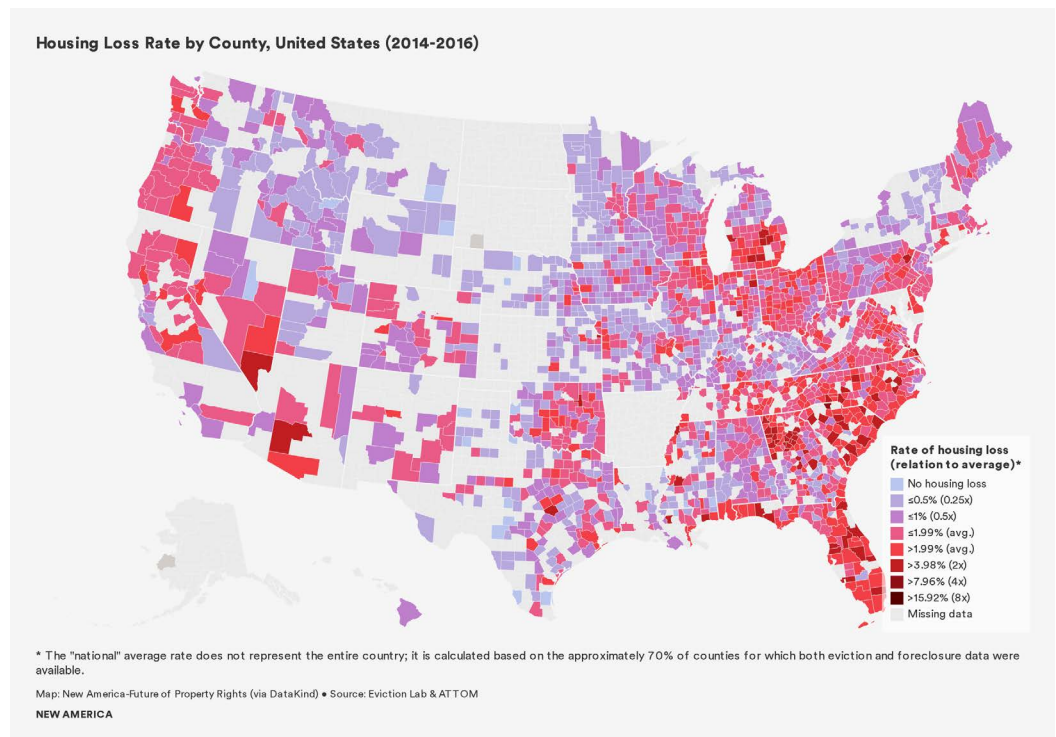 Housing Loss Rate by County, United States (2014-2016)
Rate of housing loss
(relation to average)*
No housing loss
≤0.5% (0.25x)
≤1% (0.5x)
≤1.99% (avg.)
>1.99% (avg.)
>3.98% (2x)
>7.96% (4x)
>15.92% (8x)
Missing data
* The "national" average rate does not represent the entire country; it is calculated based on the approximately 70% of counties for which both eviction and foreclosure data were
available.
Map: New America-Future of Property Rights (via DataKind) • Source: Eviction Lab & ATTOM
NEW AMERICA